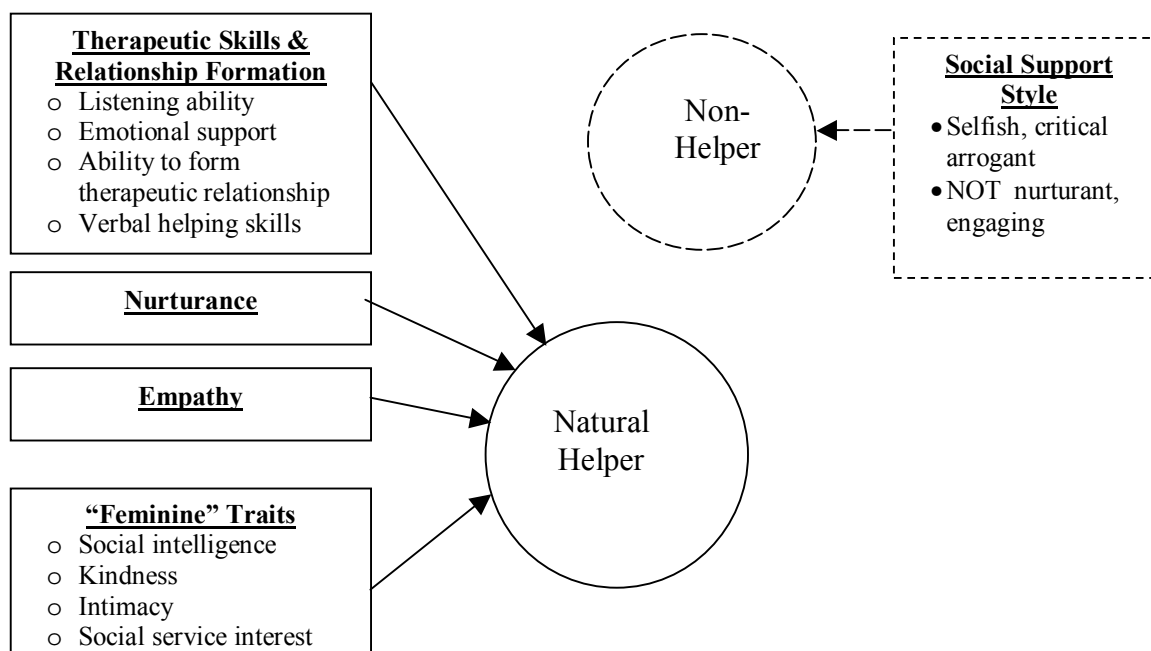 Therapeutic Skills &
Relationship Formation
o Listening ability
o Emotional support
o Ability to form
therapeutic relationship
o Verbal helping skills
Nurturance
Empathy
“Feminine” Traits
o Social intelligence
o Kindness
o Intimacy
o Social service interest
Natural
Helper
Non-
Helper
Social Support
Style
• Selfish, critical
arrogant
• NOT nurturant,
engaging